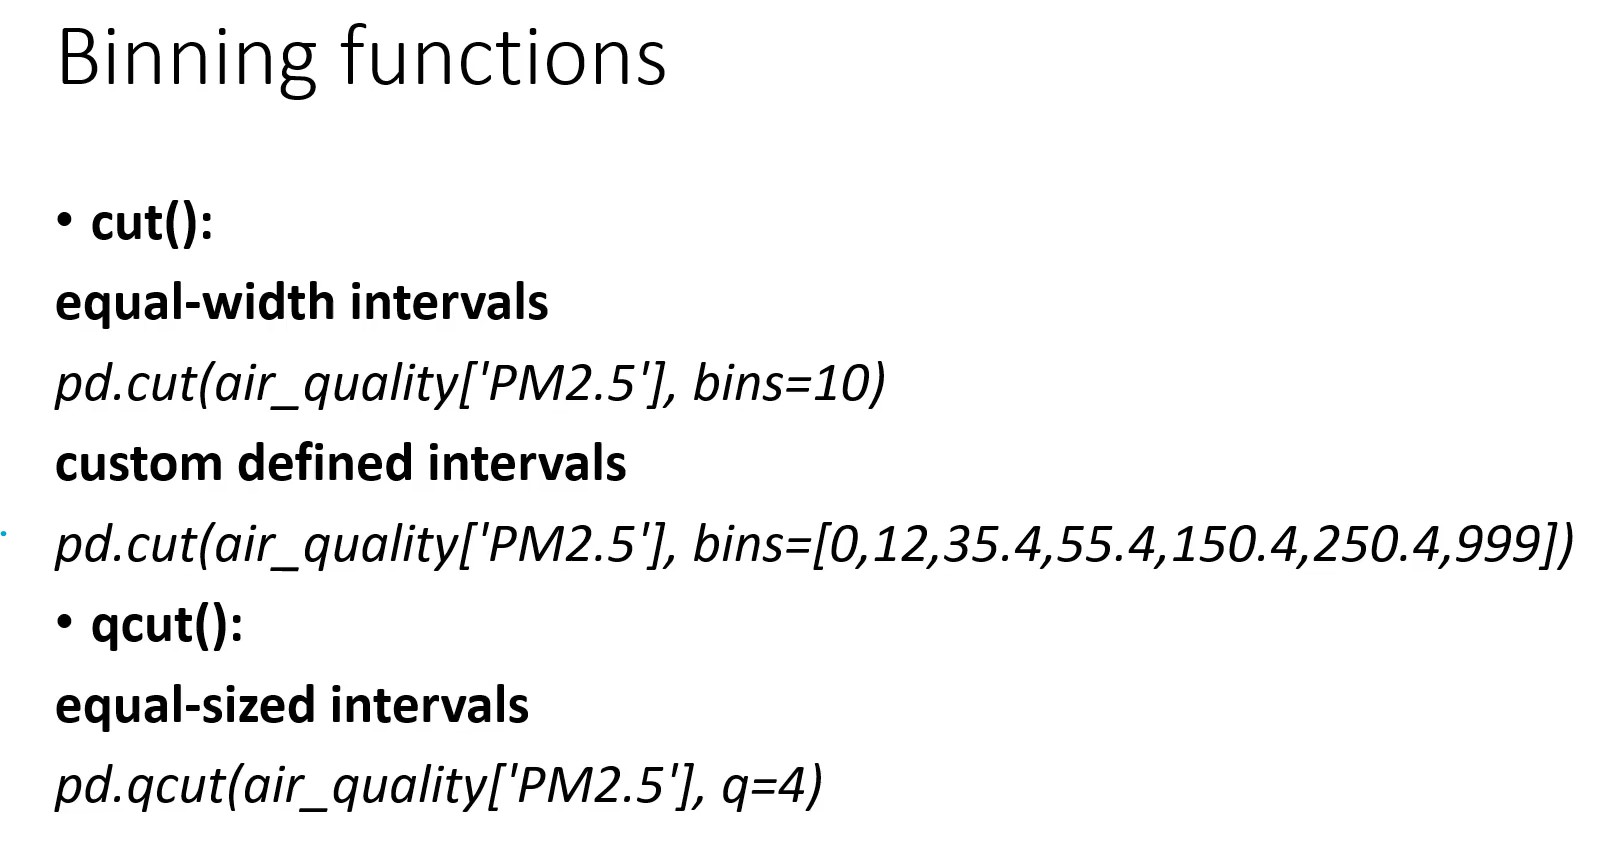 Binning functions
• cut():
equal-width intervals
pd.cut(air_quality['PM2.5'], bins=10)
custom defined intervals
pd.cut(air_quality['PM2.5'], bins=[0,12,35.4,55.4,150.4,250.4,999])
• qcut():
equal-sized intervals
pd.qcut(air_quality['PM2.5'], q=4)